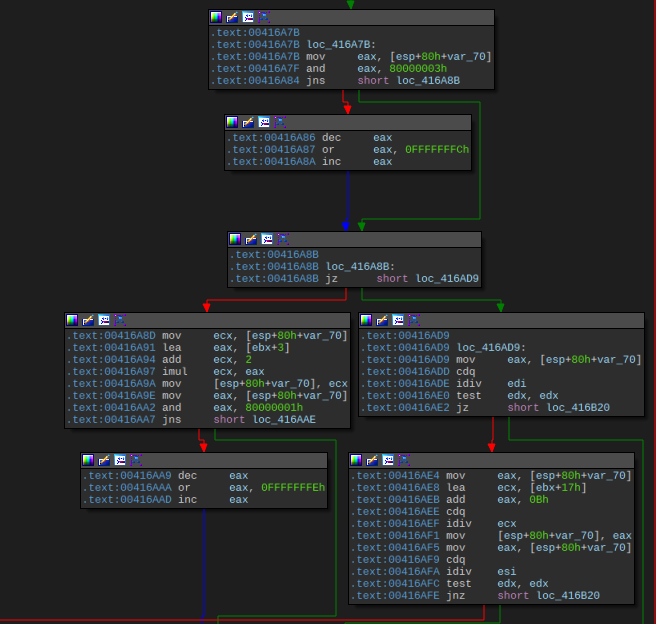 .text:00416A7B
.text:00416A7B loc_416A7B:
.text:00416A7B mov eax, [esp+80h+var_70]
.text:00416A7F and eax, 80000003h
.text:00416A84 jns short loc_416A8B
.text:00416A86 dec eax
.text:00416A87 or eax, 0FFFFFFFCh
.text:00416A8A inc eax
.text:00416A8B
.text:00416A8B loc_416A8B:
.text:00416A8B jz short loc_416AD9
.text:00416A8D mov ecx, [esp+80h+var_70]
.text:00416A91 lea eax, [ebx+3]
.text:00416A94 add ecx, 2
.text:00416A97 imul ecx, eax
.text:00416A9A mov [esp+80h+var_70], ecx
.text:00416A9E mov eax, [esp+80h+var_70]
.text:00416AA2 and eax, 80000001h
.text:00416AA7 jns short loc_416AAE
.text:00416AD9
.text:00416AD9 loc_416AD9:
.text:00416AD9 mov eax, [esp+80h+var_70]
.text:00416ADD cdq
.text:00416ADE idiv edi
.text:00416AE0 test edx, edx
.text:00416AE2 jz short loc_416B20
.text:00416AA9 dec eax
.text:00416AAA or eax, 0FFFFFFFEh
.text:00416AAD inc eax
.text:00416AE4 mov eax, [esp+80h+var_70]
.text:00416AE8 lea ecx, [ebx+17h]
.text:00416AEB add eax, 0Bh
.text:00416AEE cdq
.text:00416AEF idiv ecx
.text:00416AF1 mov [esp+80h+var_70], eax
.text:00416AF5 mov eax, [esp+80h+var_70]
.text:00416AF9 cdq
.text:00416AFA idiv esi
.text:00416AFC test edx, edx
.text:00416AFE jnz short loc_416B20